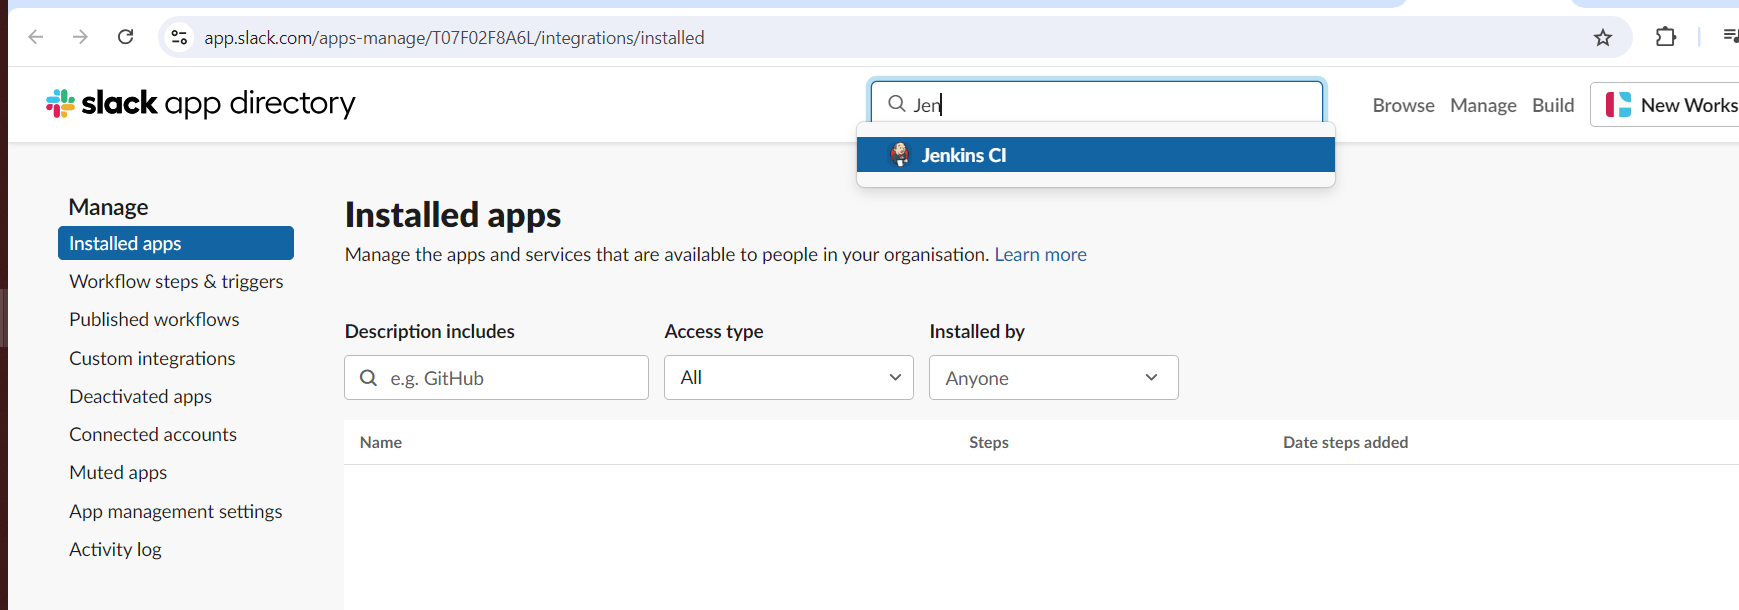 app.slack.com/apps-manage/T07F02F8A6L/integrations/installed
slack app directory
Jen
Browse Manage Build New Works
Jenkins CI
Manage
Installed apps
Workflow steps & triggers
Published workflows
Custom integrations
Deactivated apps
Connected accounts
Muted apps
App management settings
Activity log
Installed apps
Manage the apps and services that are available to people in your organisation. Learn more
Description includes Access type Installed by
e.g. GitHub All Anyone
Name Steps Date steps added